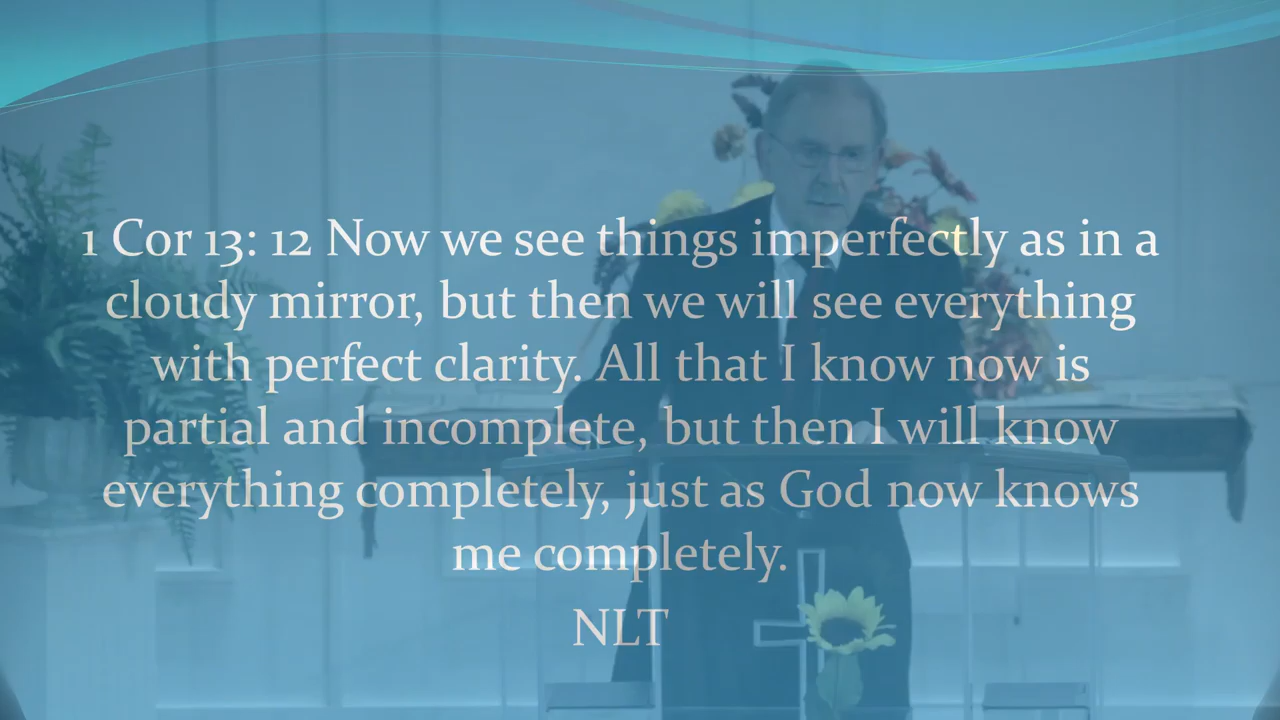 1 Cor 13: 12 Now we see things imperfectly as in a
cloudy mirror, but then we will see everything
with perfect clarity. All that I know now is
partial and incomplete, but then I will know
everything completely, just as God now knows
me completely.
NLT